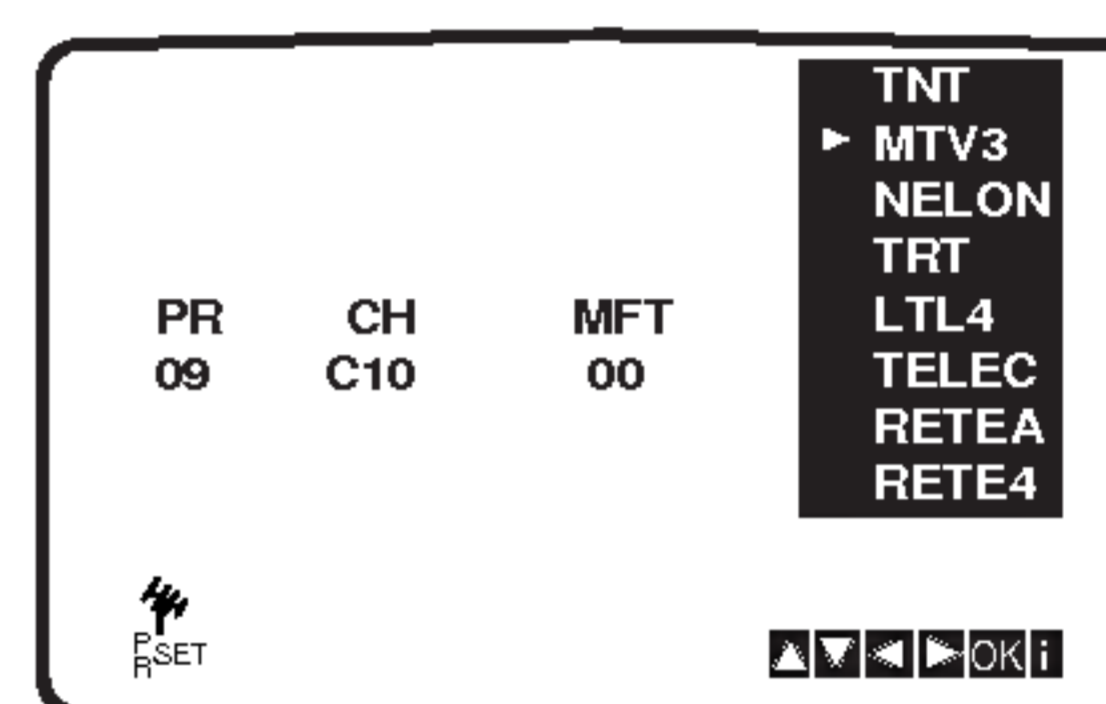 TNT
MTV3
NELON
TRT
PR CH MFT LTL4
09 C10 00 TELEC
RETEA
RETE4
PR SET
OK i